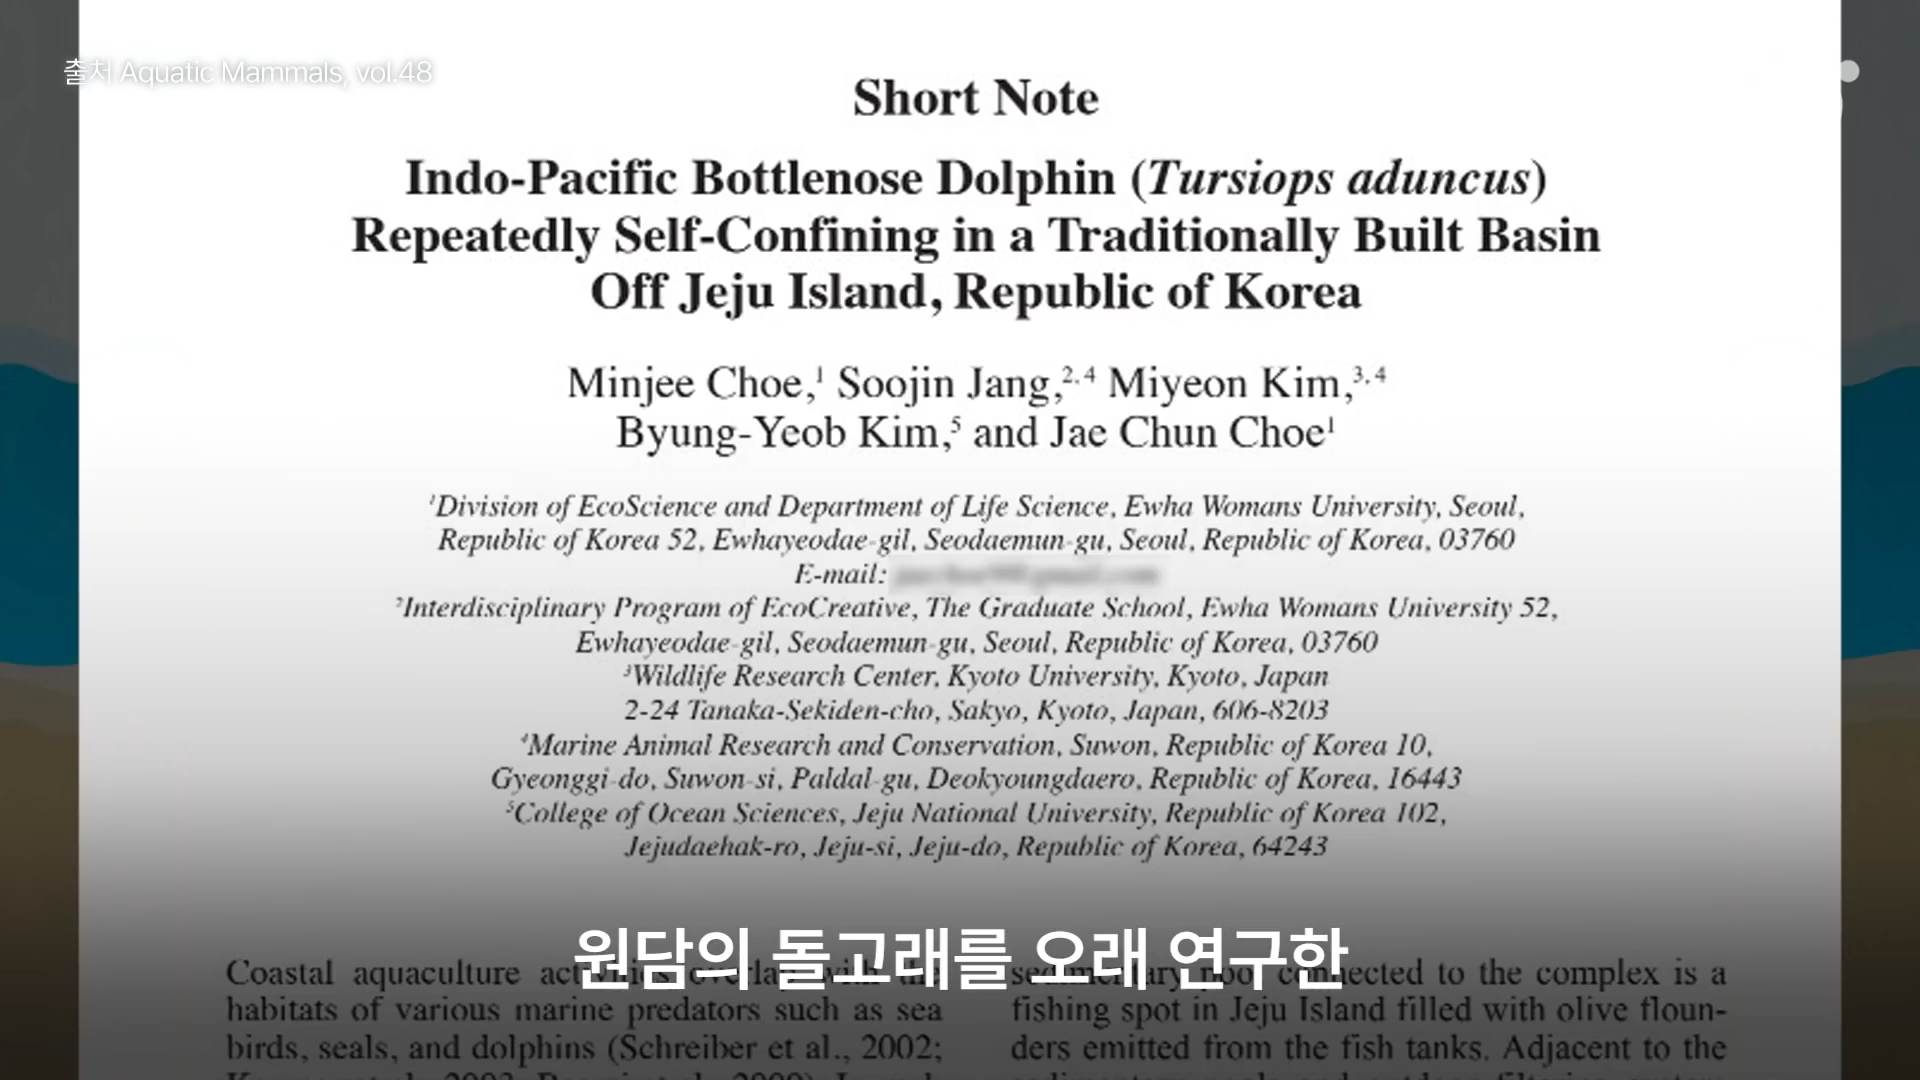 출처 Aquatic Mammals, vol.48
Short Note
Indo-Pacific Bottlenose Dolphin (Tursiops aduncus)
Repeatedly Self-Confining in a Traditionally Built Basin
Off Jeju Island, Republic of Korea
Minjee Choe,¹ Soojin Jang,²,⁴ Miyeon Kim,³,⁴
Byung-Yeob Kim,⁵ and Jae Chun Choe¹
¹Division of EcoScience and Department of Life Science, Ewha Womans University, Seoul,
Republic of Korea 52, Ewhayeodae-gil, Seodaemun-gu, Seoul, Republic of Korea, 03760
E-mail:
²Interdisciplinary Program of EcoCreative, The Graduate School, Ewha Womans University 52,
Ewhayeodae-gil, Seodaemun-gu, Seoul, Republic of Korea, 03760
³Wildlife Research Center, Kyoto University, Kyoto, Japan
2-24 Tanaka-Sekiden-cho, Sakyo, Kyoto, Japan, 606-8203
⁴Marine Animal Research and Conservation, Suwon, Republic of Korea 10,
Gyeonggi-do, Suwon-si, Paldal-gu, Deokyoungdaero, Republic of Korea, 16443
⁵College of Ocean Sciences, Jeju National University, Republic of Korea 102,
Jejudaehak-ro, Jeju-si, Jeju-do, Republic of Korea, 64243
원담의 돌고래를 오래 연구한
Coastal aquaculture activities overlap with the
habitats of various marine predators such as sea
birds, seals, and dolphins (Schreiber et al., 2002;
sedimentary pool connected to the complex is a
fishing spot in Jeju Island filled with olive floun-
ders emitted from the fish tanks. Adjacent to the